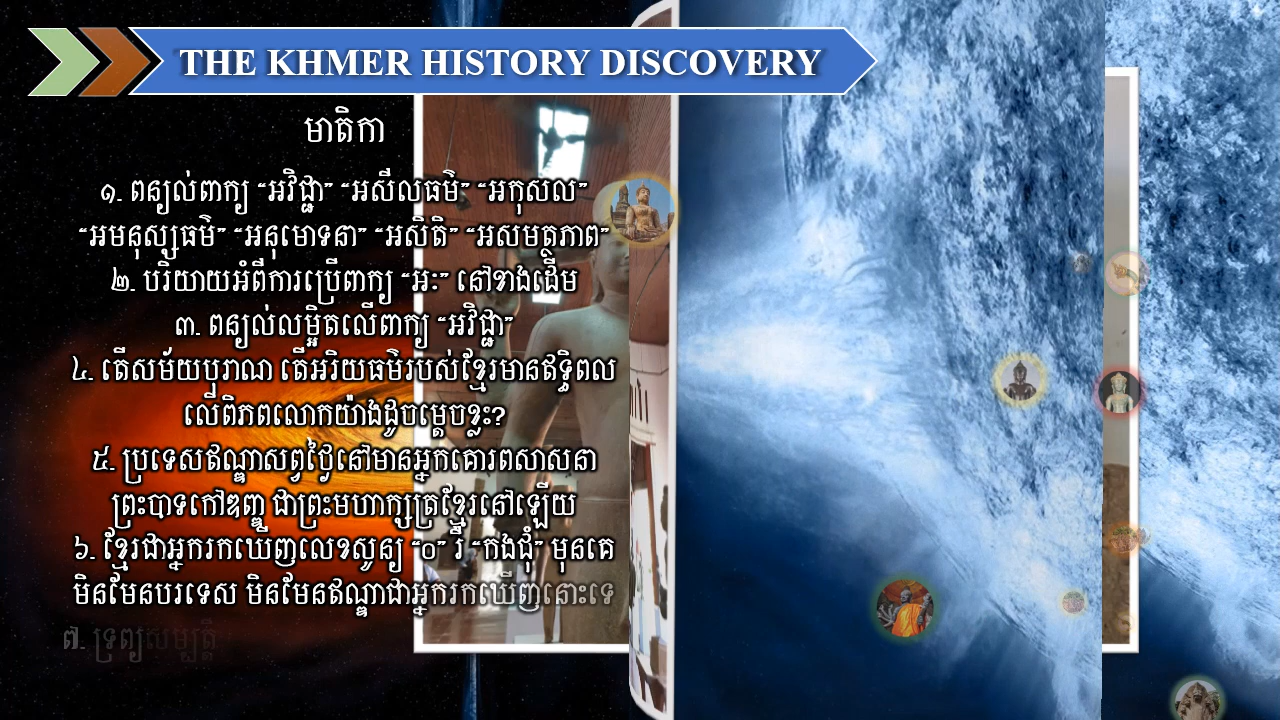 THE KHMER HISTORY DISCOVERY
មាតិកា
១. ពន្យល់ពាក្យ “អវិជ្ជា” “អសីលធម៌” “អកុសល”
“អមនុស្សធម៌” “អនុមោទនា” “អសិតិ” “អសមត្ថភាព”
២. បរិយាយអំពីការប្រើពាក្យ “អៈ” នៅខាងដើម
៣. ពន្យល់លម្អិតលើពាក្យ “អវិជ្ជា”
៤. តើសម័យបុរាណ តើអរិយធម៌របស់ខ្មែរមានឥទ្ធិពល
លើពិភពលោកយ៉ាងដូចម្ដេចខ្លះ?
៥. ប្រទេសឥណ្ឌាសព្វថ្ងៃនៅមានអ្នកគោរពសាសនា
ព្រះបាទកៅឌញ្ញ ជាព្រះមហាក្សត្រខ្មែរនៅឡើយ
៦. ខ្មែរជាអ្នករកឃើញលេខសូន្យ “០” រឺ “កងជុំ” មុនគេ
មិនមែនបរទេស មិនមែនឥណ្ឌាជាអ្នករកឃើញនោះទេ
៧. ទ្រព្យសម្បត្តិ